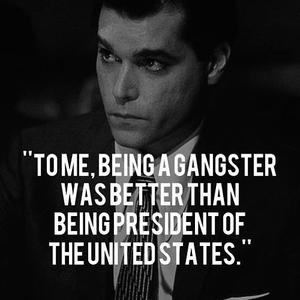 "TO ME, BEING A GANGSTER
WAS BETTER THAN
BEING PRESIDENT OF
THE UNITED STATES."